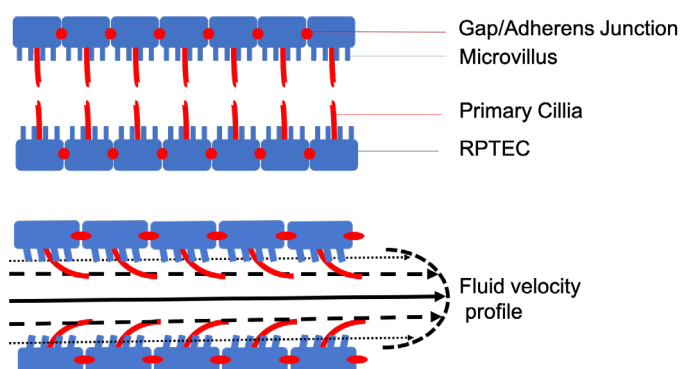 Gap/Adherens Junction
Microvillus
Primary Cillia
RPTEC
Fluid velocity
profile